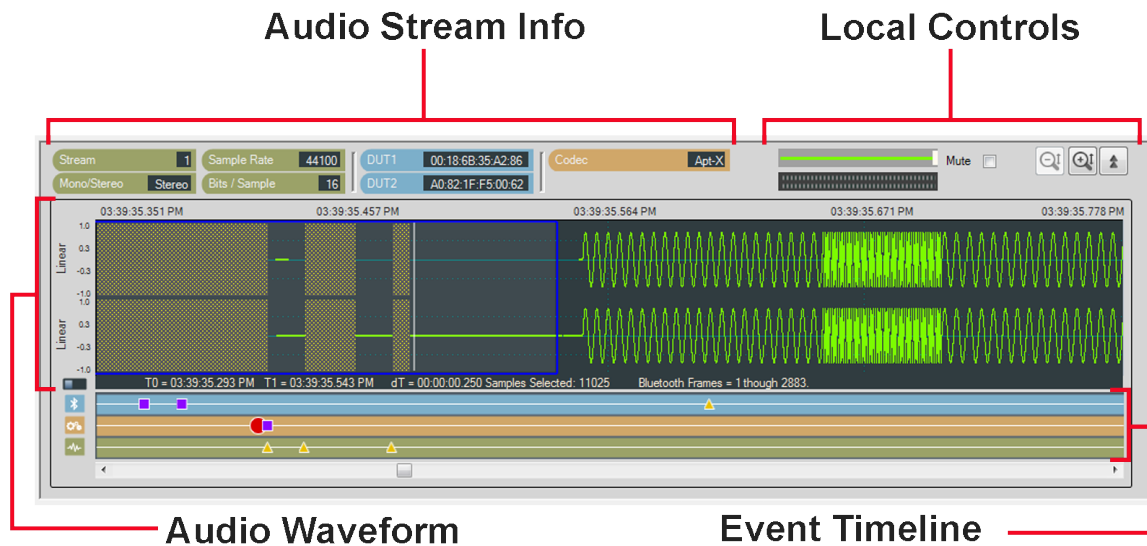 Audio Stream Info Local Controls
Stream 1 Sample Rate 44100 DUT1 00:18:6B:35:A2:86 Codec Apt-X Mute
Mono/Stereo Stereo Bits / Sample 16 DUT2 A0:82:1F:F5:00:62
03:39:35.351 PM 03:39:35.457 PM 03:39:35.564 PM 03:39:35.671 PM 03:39:35.778 PM
Linear
1.0
0.3
-0.3
-1.0
Linear
1.0
0.3
-0.3
-1.0
T0 = 03:39:35.293 PM T1 = 03:39:35.543 PM dT = 00:00:00.250 Samples Selected: 11025 Bluetooth Frames = 1 though 2883.
Audio Waveform Event Timeline